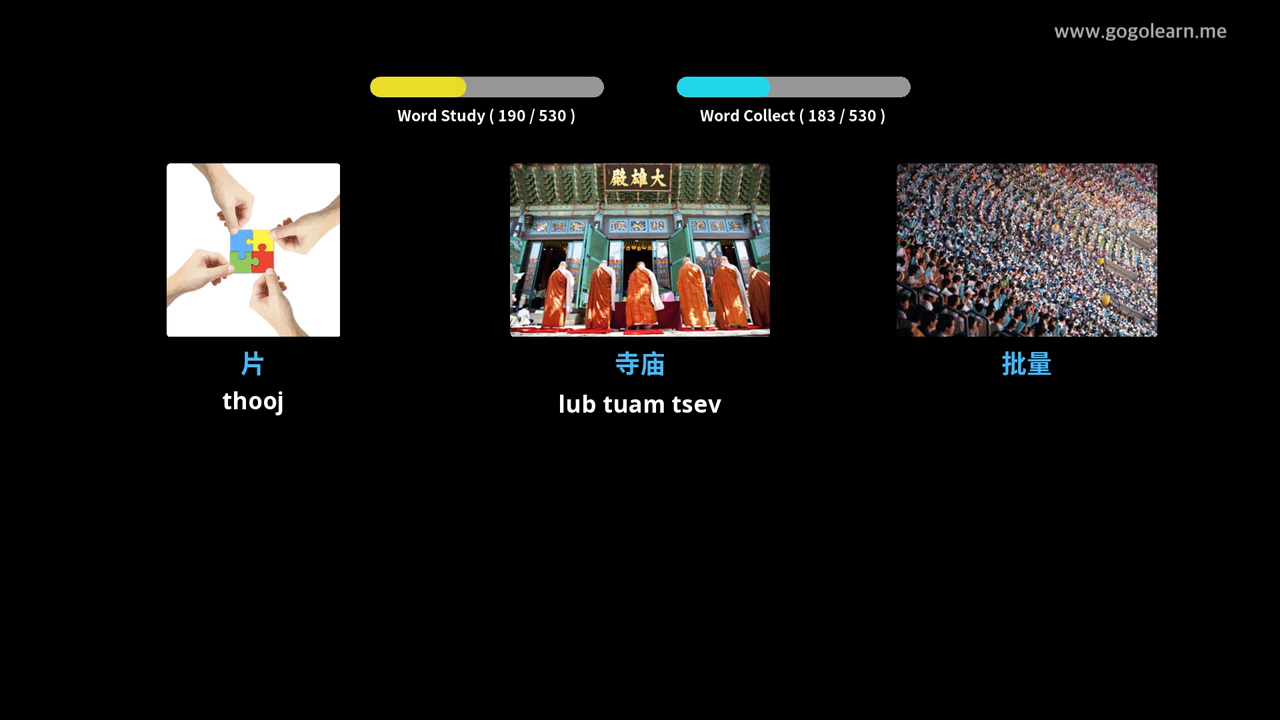 www.gogolearn.me
Word Study ( 190 / 530 )
Word Collect ( 183 / 530 )
殿雄大
片
寺庙
批量
thooj
lub tuam tsev